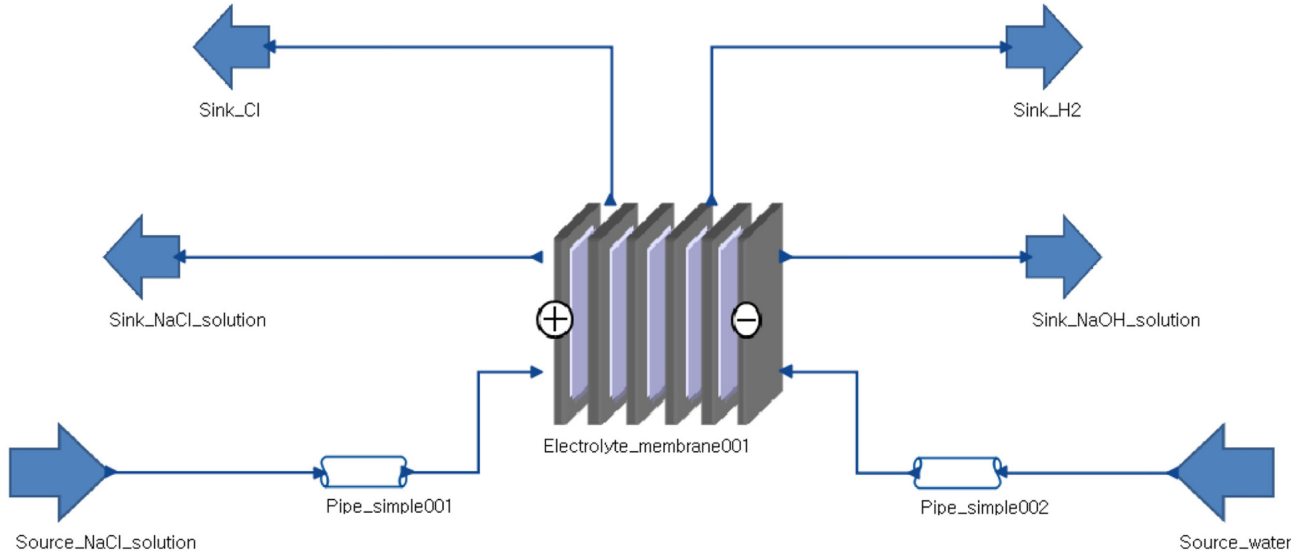 Sink_Cl
Sink_H2
Sink_NaCl_solution
Sink_NaOH_solution
Electrolyte_membrane001
Pipe_simple001
Pipe_simple002
Source_NaCl_solution
Source_water